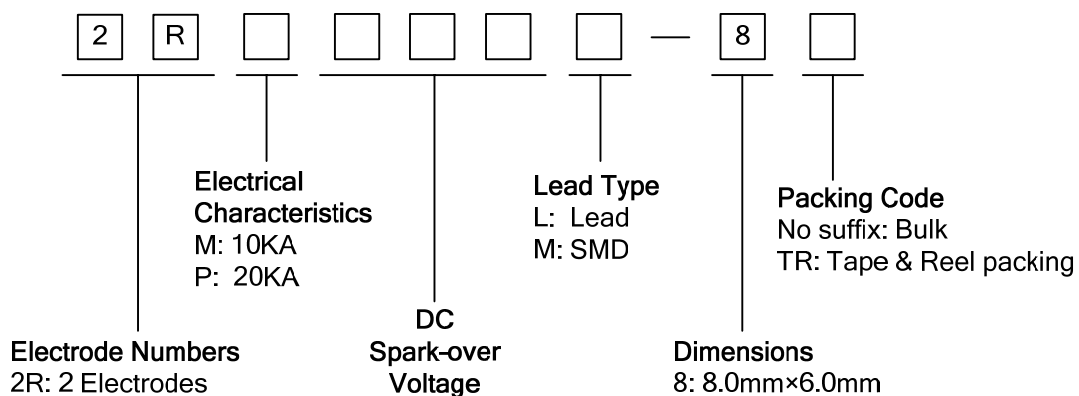 2 R — 8
Electrical
Characteristics
M: 10KA
P: 20KA
Lead Type
L: Lead
M: SMD
Packing Code
No suffix: Bulk
TR: Tape & Reel packing
Electrode Numbers
2R: 2 Electrodes
DC
Spark-over
Voltage
Dimensions
8: 8.0mm×6.0mm